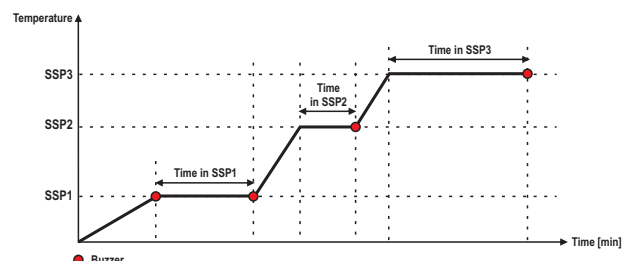 Temperature
Time in SSP3
SSP3
Time
in SSP2
SSP2
Time in SSP1
SSP1
Time [min]
Buzzer